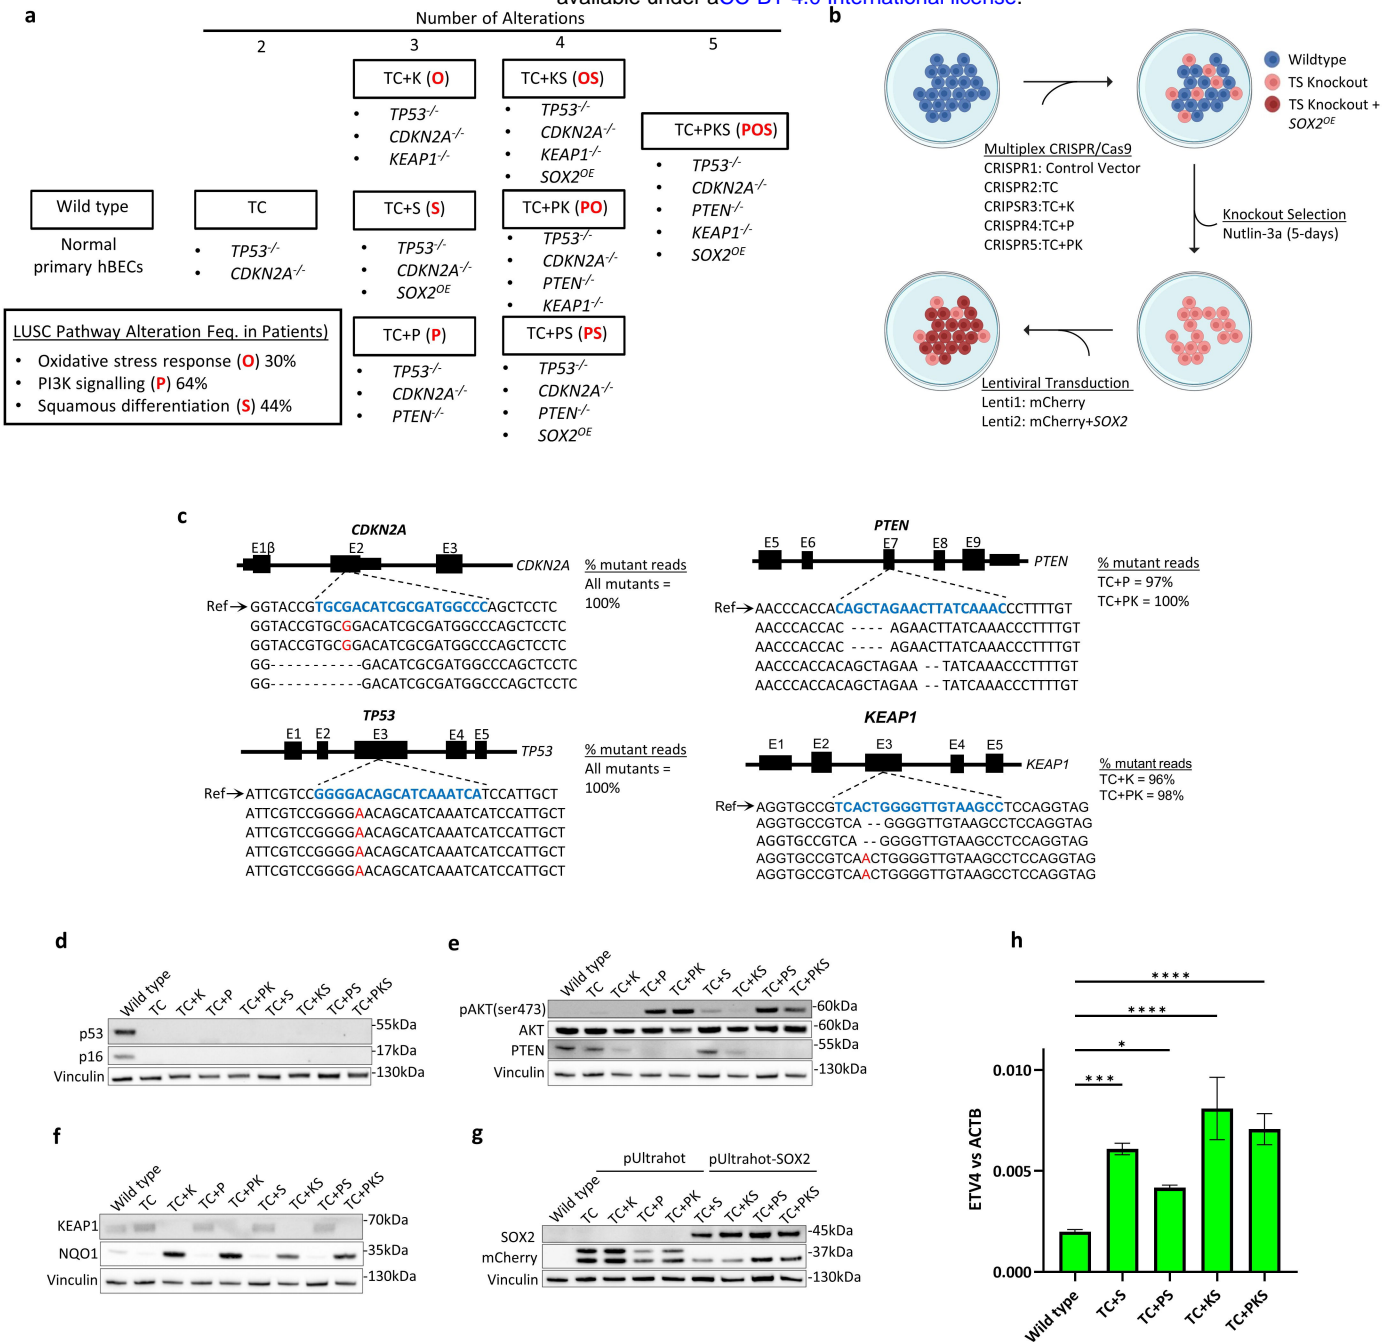 available under aCC-BY 4.0 International license.
a
Number of Alterations
2
3
4
5
TC+K (O)
• TP53-/-
• CDKN2A-/-
• KEAP1-/-
TC+KS (OS)
• TP53-/-
• CDKN2A-/-
• KEAP1-/-
• SOX2OE
TC+PKS (POS)
• TP53-/-
• CDKN2A-/-
• PTEN-/-
• KEAP1-/-
• SOX2OE
Wild type
Normal
primary hBECs
TC
• TP53-/-
• CDKN2A-/-
TC+S (S)
• TP53-/-
• CDKN2A-/-
• SOX2OE
TC+PK (PO)
• TP53-/-
• CDKN2A-/-
• PTEN-/-
• KEAP1-/-
TC+P (P)
• TP53-/-
• CDKN2A-/-
• PTEN-/-
TC+PS (PS)
• TP53-/-
• CDKN2A-/-
• PTEN-/-
• SOX2OE
LUSC Pathway Alteration Feq. in Patients)
• Oxidative stress response (O) 30%
• PI3K signalling (P) 64%
• Squamous differentiation (S) 44%
b
Wildtype
TS Knockout
TS Knockout +
SOX2OE
Multiplex CRISPR/Cas9
CRISPR1: Control Vector
CRISPR2:TC
CRIPSR3:TC+K
CRISPR4:TC+P
CRISPR5:TC+PK
Knockout Selection
Nutlin-3a (5-days)
Lentiviral Transduction
Lenti1: mCherry
Lenti2: mCherry+SOX2
c
CDKN2A
E1β
E2
E3
CDKN2A
% mutant reads
All mutants =
100%
Ref→ GGTACCGTGCGACATCGCGATGGCCCAGCTCCTC
GGTACCGTGCGGACATCGCGATGGCCCAGCTCCTC
GGTACCGTGCGGACATCGCGATGGCCCAGCTCCTC
GG-----------GACATCGCGATGGCCCAGCTCCTC
GG-----------GACATCGCGATGGCCCAGCTCCTC
PTEN
E5
E6
E7
E8
E9
PTEN
% mutant reads
TC+P = 97%
TC+PK = 100%
Ref→ AACCCACCACAGCTAGAACTTATCAAACCCTTTTGT
AACCCACCAC ---- AGAACTTATCAAACCCTTTTGT
AACCCACCAC ---- AGAACTTATCAAACCCTTTTGT
AACCCACCACAGCTAGAA -- TATCAAACCCTTTTGT
AACCCACCACAGCTAGAA -- TATCAAACCCTTTTGT
TP53
E1
E2
E3
E4
E5
TP53
% mutant reads
All mutants =
100%
Ref→ ATTCGTCCGGGGACAGCATCAAATCATCCATTGCT
ATTCGTCCGGGGAACAGCATCAAATCATCCATTGCT
ATTCGTCCGGGGAACAGCATCAAATCATCCATTGCT
ATTCGTCCGGGGAACAGCATCAAATCATCCATTGCT
ATTCGTCCGGGGAACAGCATCAAATCATCCATTGCT
KEAP1
E1
E2
E3
E4
E5
KEAP1
% mutant reads
TC+K = 96%
TC+PK = 98%
Ref→ AGGTGCCGTCACTGGGGTTGTAAGCCTCCAGGTAG
AGGTGCCGTCA -- GGGGTTGTAAGCCTCCAGGTAG
AGGTGCCGTCA -- GGGGTTGTAAGCCTCCAGGTAG
AGGTGCCGTCAACTGGGGTTGTAAGCCTCCAGGTAG
AGGTGCCGTCAACTGGGGTTGTAAGCCTCCAGGTAG
d
Wild type TC TC+K TC+P TC+PK TC+S TC+KS TC+PS TC+PKS
p53 -55kDa
p16 -17kDa
Vinculin -130kDa
e
Wild type TC TC+K TC+P TC+PK TC+S TC+KS TC+PS TC+PKS
pAKT(ser473) -60kDa
AKT -60kDa
PTEN -55kDa
Vinculin -130kDa
f
Wild type TC TC+K TC+P TC+PK TC+S TC+KS TC+PS TC+PKS
KEAP1 -70kDa
NQO1 -35kDa
Vinculin -130kDa
g
pUltrahot pUltrahot-SOX2
Wild type TC TC+K TC+P TC+PK TC+S TC+KS TC+PS TC+PKS
SOX2 -45kDa
mCherry -37kDa
Vinculin -130kDa
h
****
****
*
***
ETV4 vs ACTB
0.010
0.005
0.000
Wild type TC+S TC+PS TC+KS TC+PKS